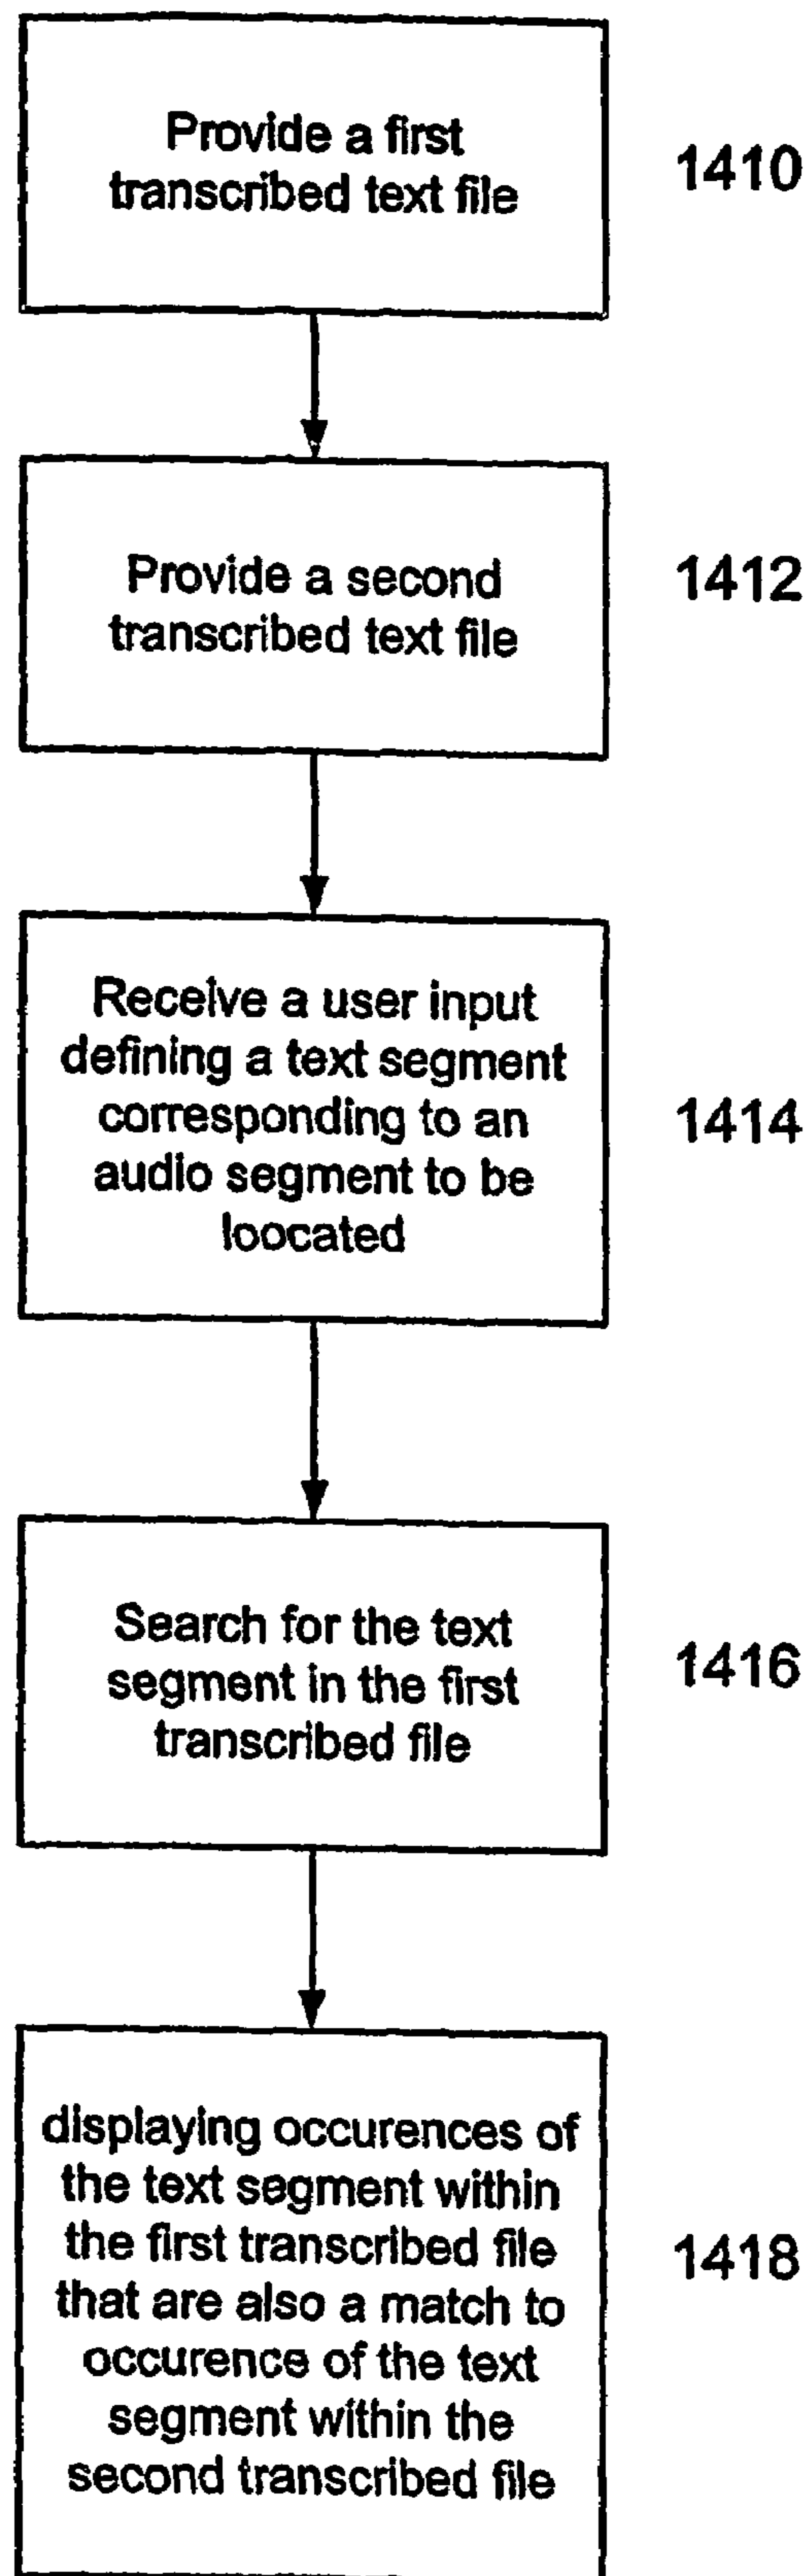 Provide a first
transcribed text file
1410
Provide a second
transcribed text file
1412
Receive a user input
defining a text segment
corresponding to an
audio segment to be
loocated
1414
Search for the text
segment in the first
transcribed file
1416
displaying occurences of
the text segment within
the first transcribed file
that are also a match to
occurence of the text
segment within the
second transcribed file
1418